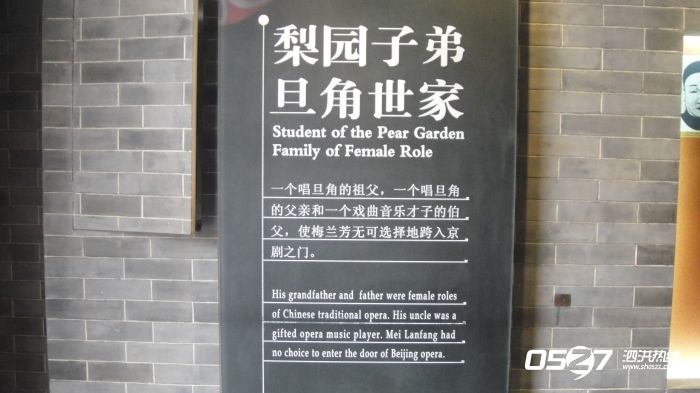 梨园子弟
旦角世家
Student of the Pear Garden
Family of Female Role
一个唱旦角的祖父，一个唱旦角
的父亲和一个戏曲音乐才子的伯
父，使梅兰芳无可选择地跨入京
剧之门。
His grandfather and father were female roles
of Chinese traditional opera. His uncle was a
gifted opera music player. Mei Lanfang had
no choice to enter the door of Beijing opera.
0527 泗洪热线
www.sh0527.com